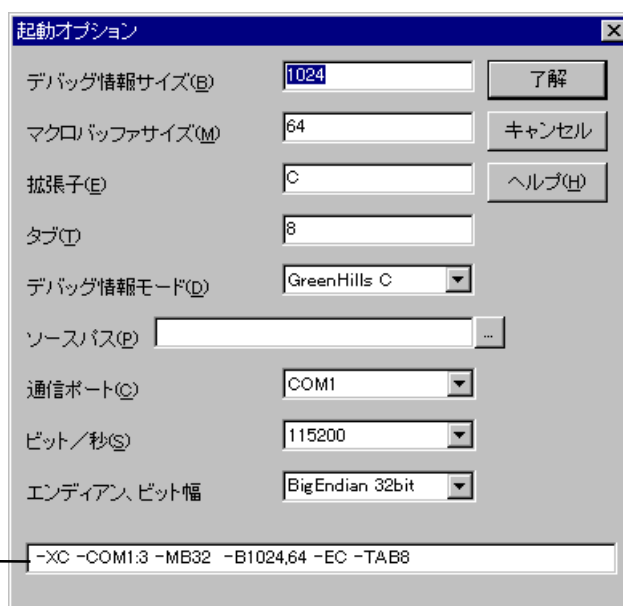 起動オプション
デバッグ情報サイズ(B) 1024 了解
マクロバッファサイズ(M) 64 キャンセル
拡張子(E) C ヘルプ(H)
タブ(T) 8
デバッグ情報モード(D) GreenHills C
ソースパス(P) ...
通信ポート(C) COM1
ビット／秒(S) 115200
エンディアン、ビット幅 BigEndian 32bit
-XC -COM1:3 -MB32 -B1024,64 -EC -TAB8